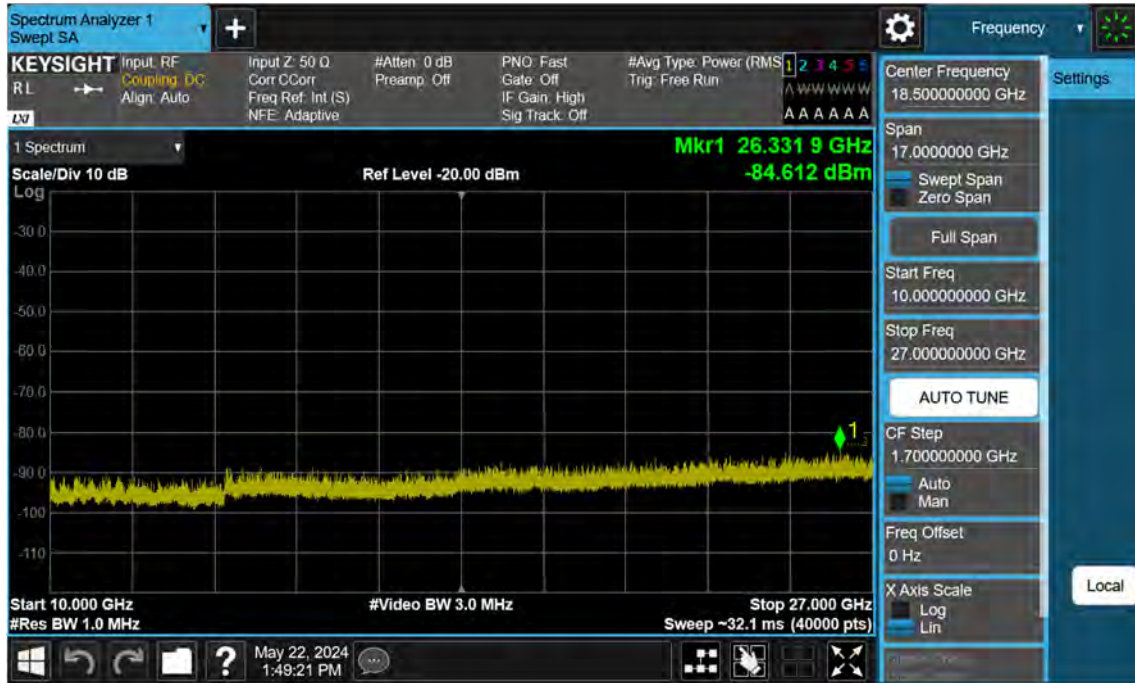 Spectrum Analyzer 1
Swept SA
+
Frequency
KEYSIGHT
RL
LXI
Input: RF
Coupling: DC
Align: Auto
Input Z: 50 Ω
Corr CCorr
Freq Ref: Int (S)
NFE: Adaptive
#Atten: 0 dB
Preamp: Off
PNO: Fast
Gate: Off
IF Gain: High
Sig Track: Off
#Avg Type: Power (RMS
Trig: Free Run
1 2 3 4 5 6
A W W W W W
A A A A A A
1 Spectrum
Mkr1 26.331 9 GHz
-84.612 dBm
Scale/Div 10 dB
Ref Level -20.00 dBm
Log
-30.0
-40.0
-50.0
-60.0
-70.0
-80.0
-90.0
-100
-110
1
Start 10.000 GHz
#Video BW 3.0 MHz
Stop 27.000 GHz
#Res BW 1.0 MHz
Sweep ~32.1 ms (40000 pts)
Center Frequency
18.500000000 GHz
Span
17.0000000 GHz
Swept Span
Zero Span
Full Span
Start Freq
10.000000000 GHz
Stop Freq
27.000000000 GHz
AUTO TUNE
CF Step
1.700000000 GHz
Auto
Man
Freq Offset
0 Hz
X Axis Scale
Log
Lin
Settings
Local
?
May 22, 2024
1:49:21 PM